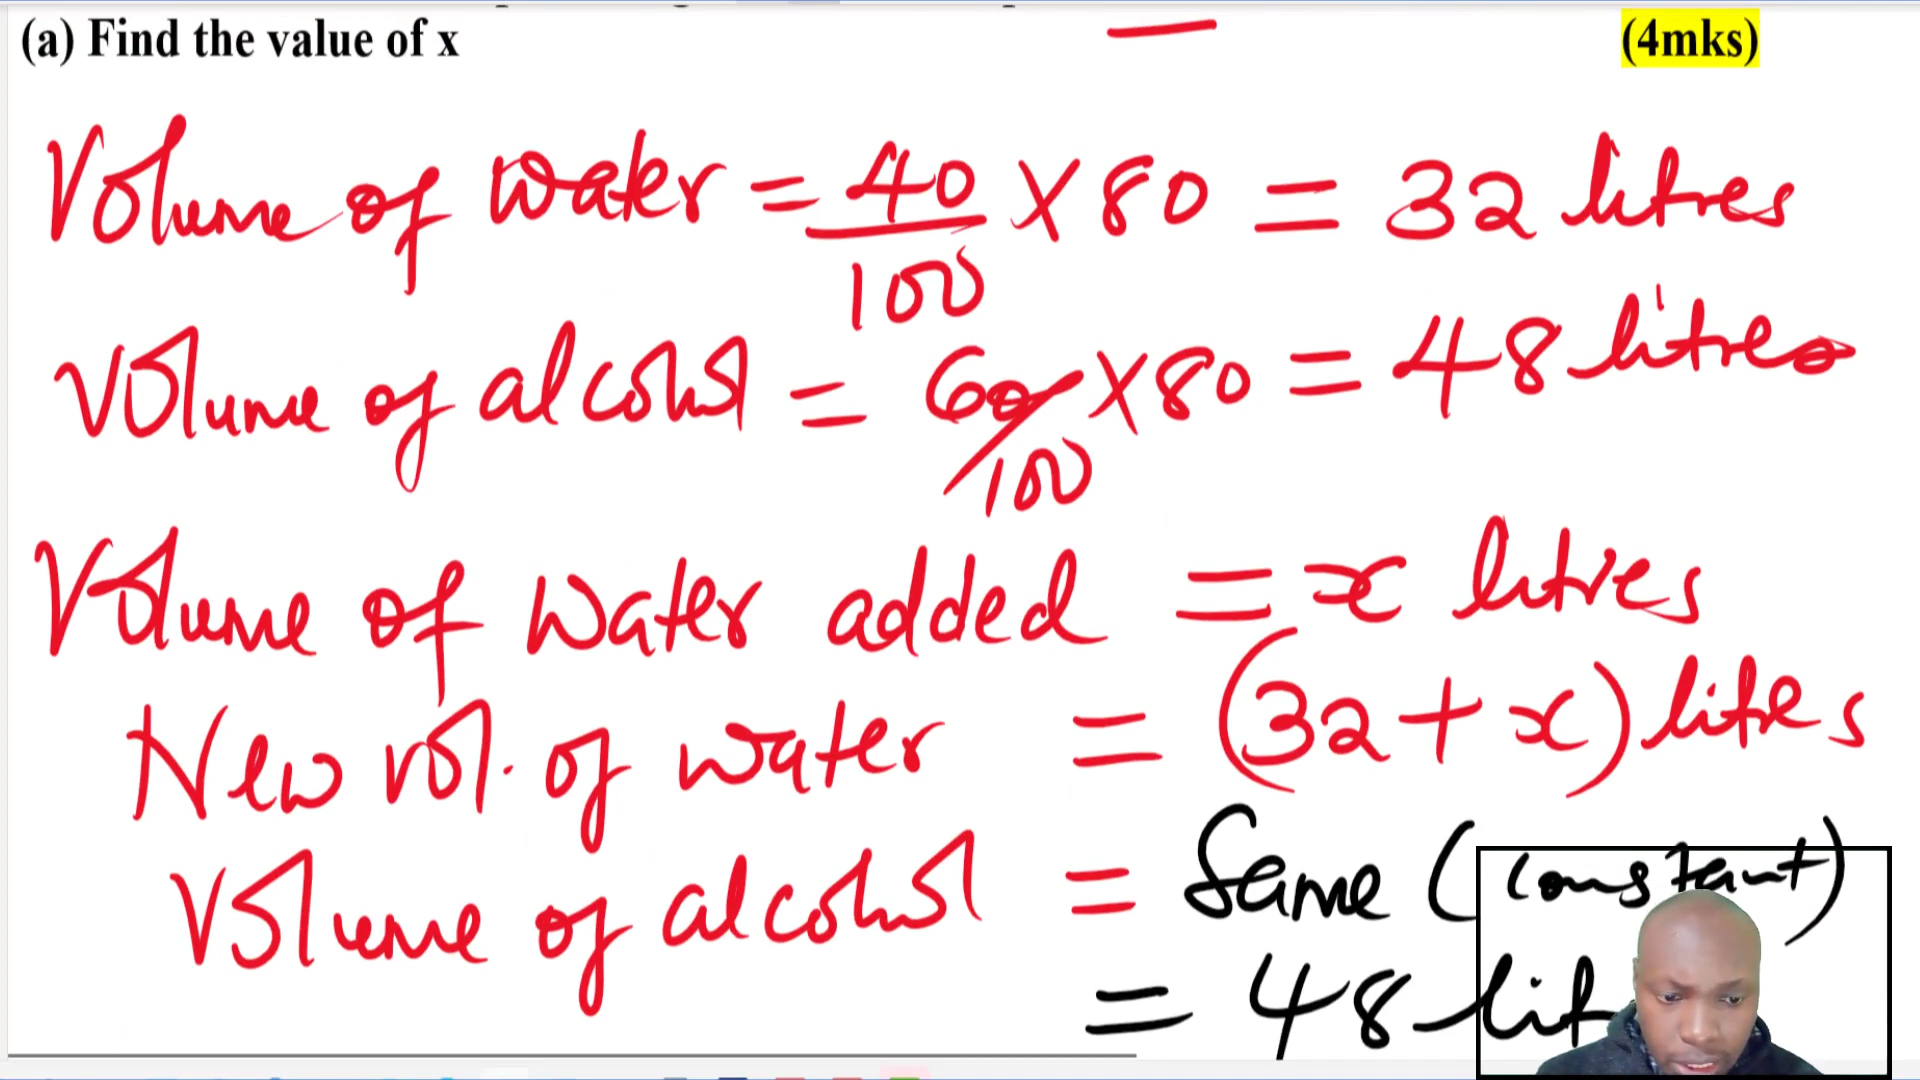 (a) Find the value of x (4mks)
Volume of water = 40/100 × 80 = 32 litres
Volume of alcohol = 60/100 × 80 = 48 litres
Volume of water added = x litres
New vol. of water = (32 + x) litres
Volume of alcohol = Same (constant)
= 48 lit